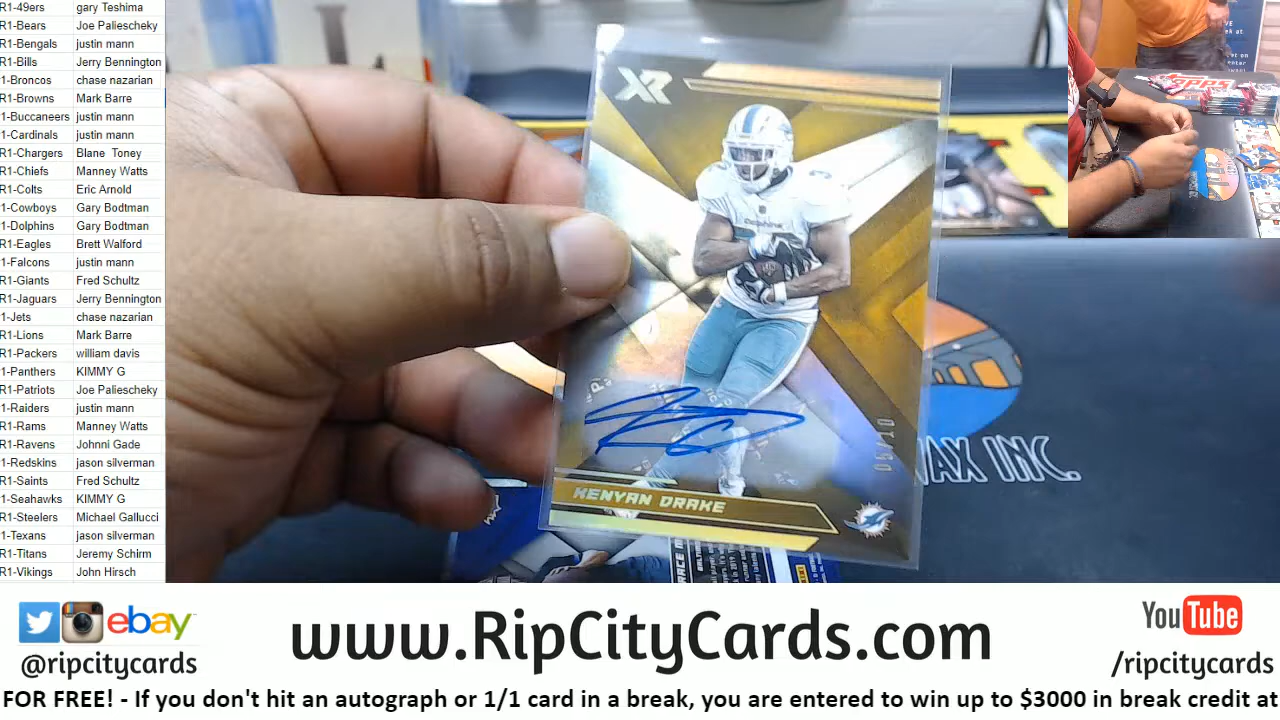 R1-49ers gary Teshima
R1-Bears Joe Paliescheky
R1-Bengals justin mann
R1-Bills Jerry Bennington
1-Broncos chase nazarian
R1-Browns Mark Barre
1-Buccaneers justin mann
1-Cardinals justin mann
R1-Chargers Blane Toney
R1-Chiefs Manney Watts
R1-Colts Eric Arnold
1-Cowboys Gary Bodtman
1-Dolphins Gary Bodtman
R1-Eagles Brett Walford
1-Falcons justin mann
R1-Giants Fred Schultz
R1-Jaguars Jerry Bennington
1-Jets chase nazarian
R1-Lions Mark Barre
R1-Packers william davis
R1-Panthers KIMMY G
R1-Patriots Joe Paliescheky
1-Raiders justin mann
R1-Rams Manney Watts
R1-Ravens Johnni Gade
1-Redskins jason silverman
R1-Saints Fred Schultz
1-Seahawks KIMMY G
R1-Steelers Michael Gallucci
1-Texans jason silverman
R1-Titans Jeremy Schirm
R1-Vikings John Hirsch
XR
dolphins
05/10
KENYAN DRAKE
AX INC.
topps
ebay
@ripcitycards
www.RipCityCards.com
YouTube
/ripcitycards
FOR FREE! - If you don't hit an autograph or 1/1 card in a break, you are entered to win up to $3000 in break credit at